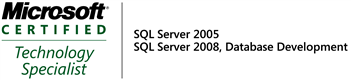 Microsoft®
CERTIFIED
Technology
Specialist
SQL Server 2005
SQL Server 2008, Database Development